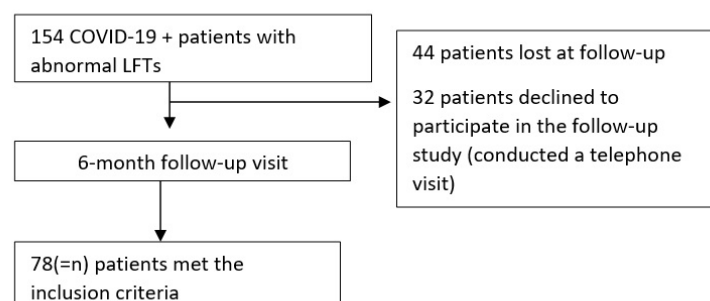 154 COVID-19 + patients with
abnormal LFTs
44 patients lost at follow-up
32 patients declined to
participate in the follow-up
study (conducted a telephone
visit)
6-month follow-up visit
78(=n) patients met the
inclusion criteria